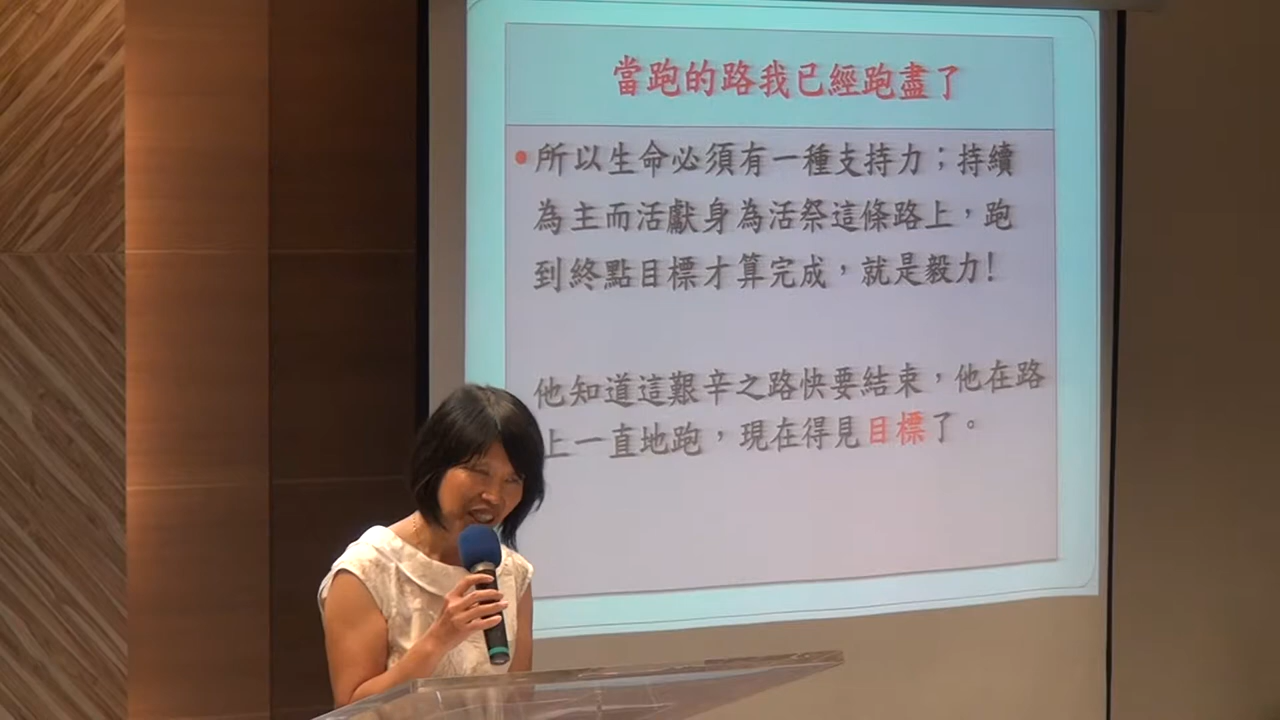 當跑的路我已經跑盡了
•所以生命必須有一種支持力；持續
為主而活獻身為活祭這條路上，跑
到終點目標才算完成，就是毅力!
他知道這艱辛之路快要結束，他在路
上一直地跑，現在得見目標了。